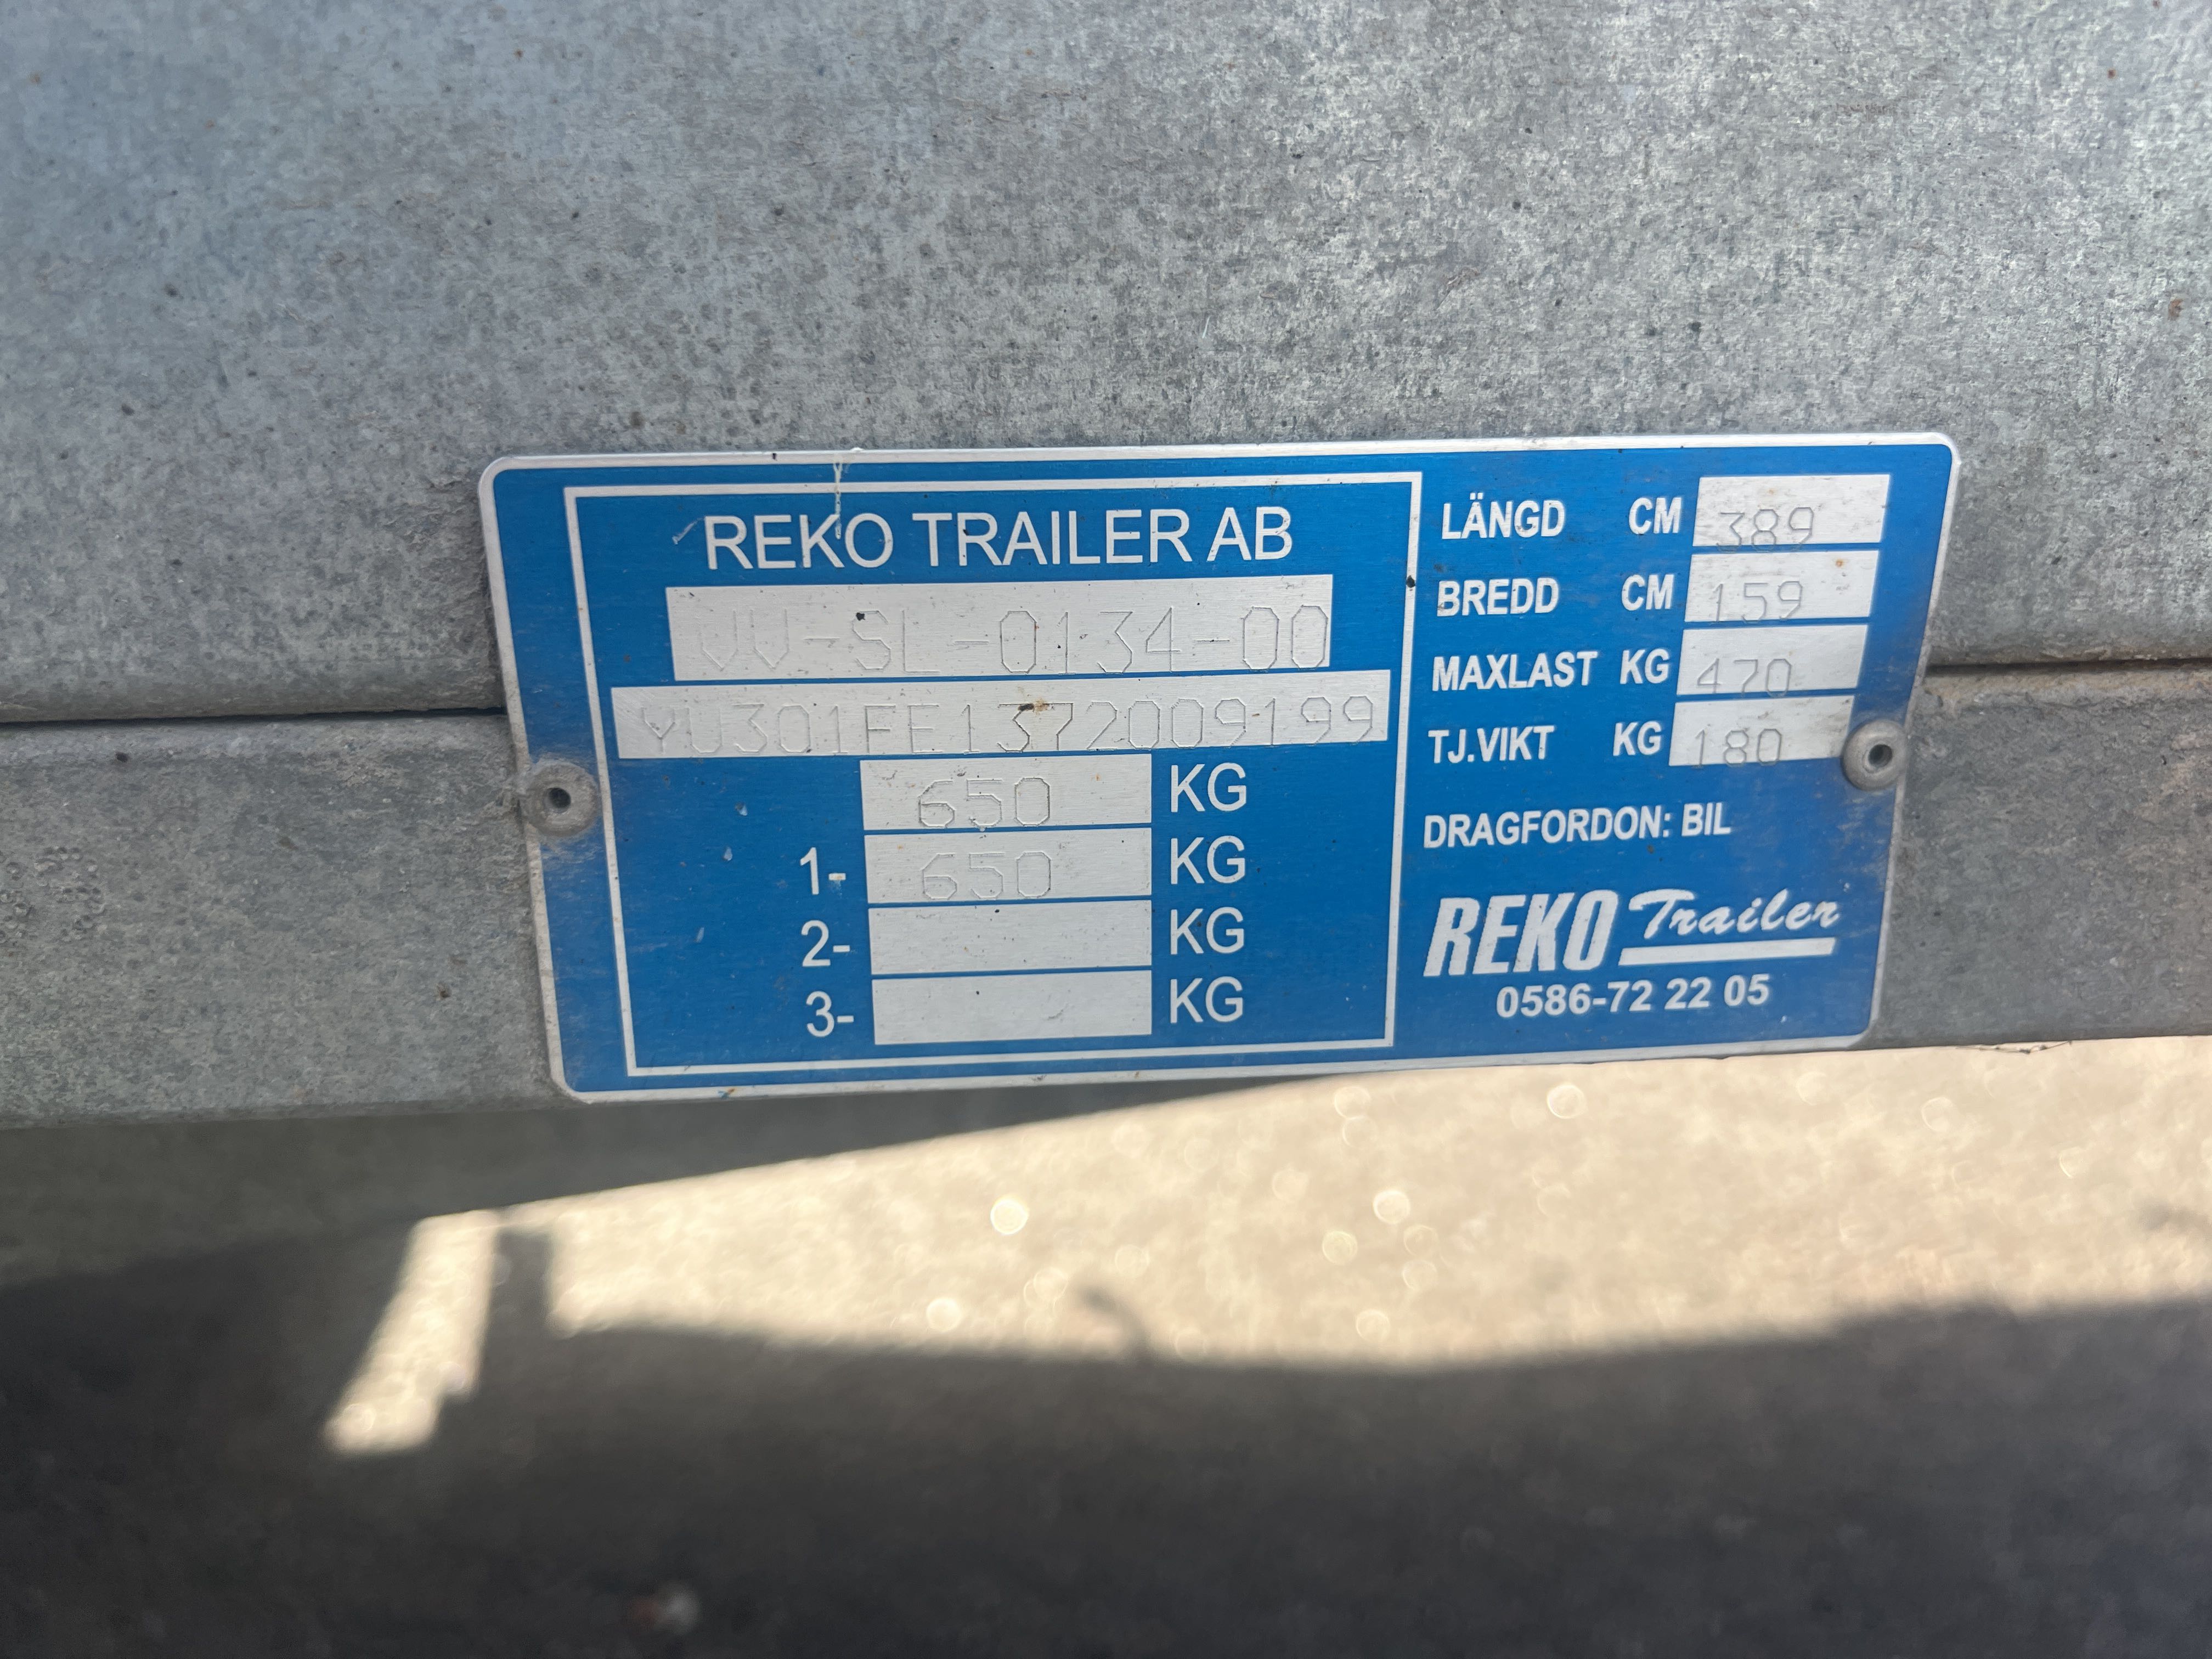 REKO TRAILER AB
VV-SL-0134-00
YU301FE1372009199
650 KG
1- 650 KG
2- KG
3- KG
LÄNGD CM 389
BREDD CM 159
MAXLAST KG 470
TJ.VIKT KG 180
DRAGFORDON: BIL
REKO Trailer
0586-72 22 05